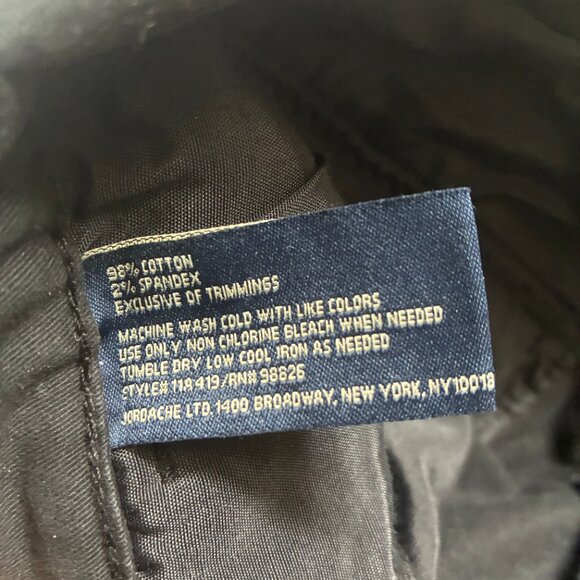 98% COTTON
2% SPANDEX
EXCLUSIVE OF TRIMMINGS
MACHINE WASH COLD WITH LIKE COLORS
USE ONLY NON CHLORINE BLEACH WHEN NEEDED
TUMBLE DRY LOW COOL IRON AS NEEDED
STYLE# 11A419/RN# 98826
JORDACHE LTD. 1400 BROADWAY, NEW YORK, NY10018